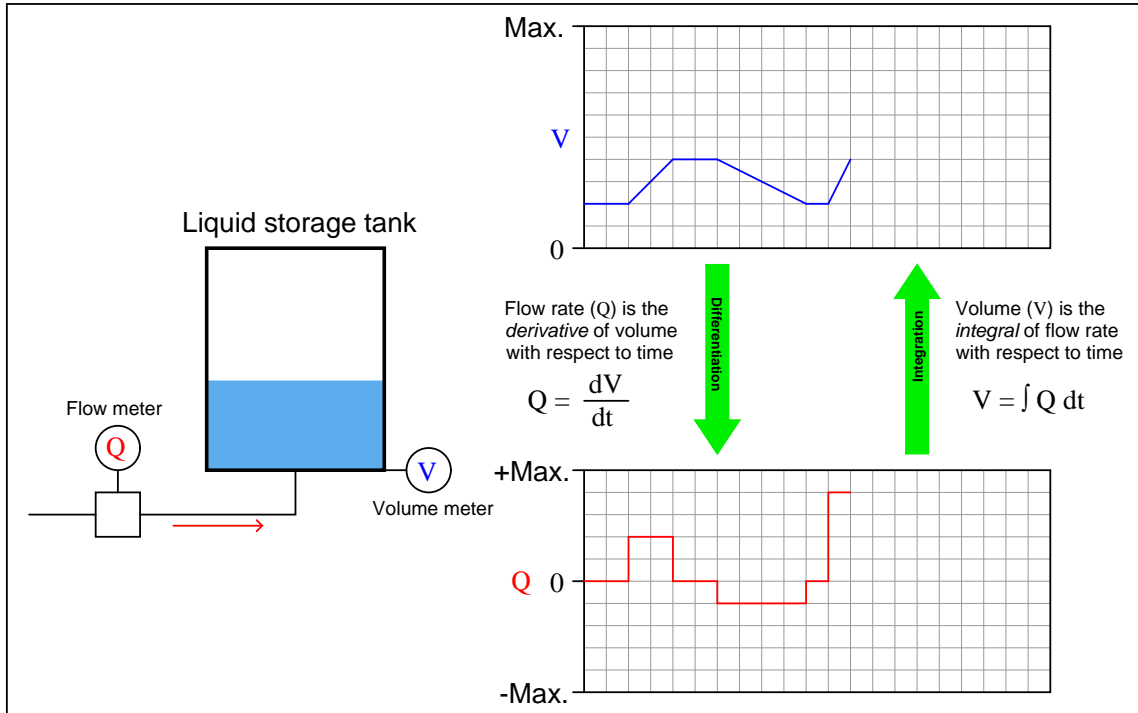 Liquid storage tank
Flow meter
Q
V
Volume meter
Max.
V
0
Flow rate (Q) is the
derivative of volume
with respect to time
Q = dV
dt
Differentiation
Integration
Volume (V) is the
integral of flow rate
with respect to time
V = ∫ Q dt
+Max.
Q 0
-Max.